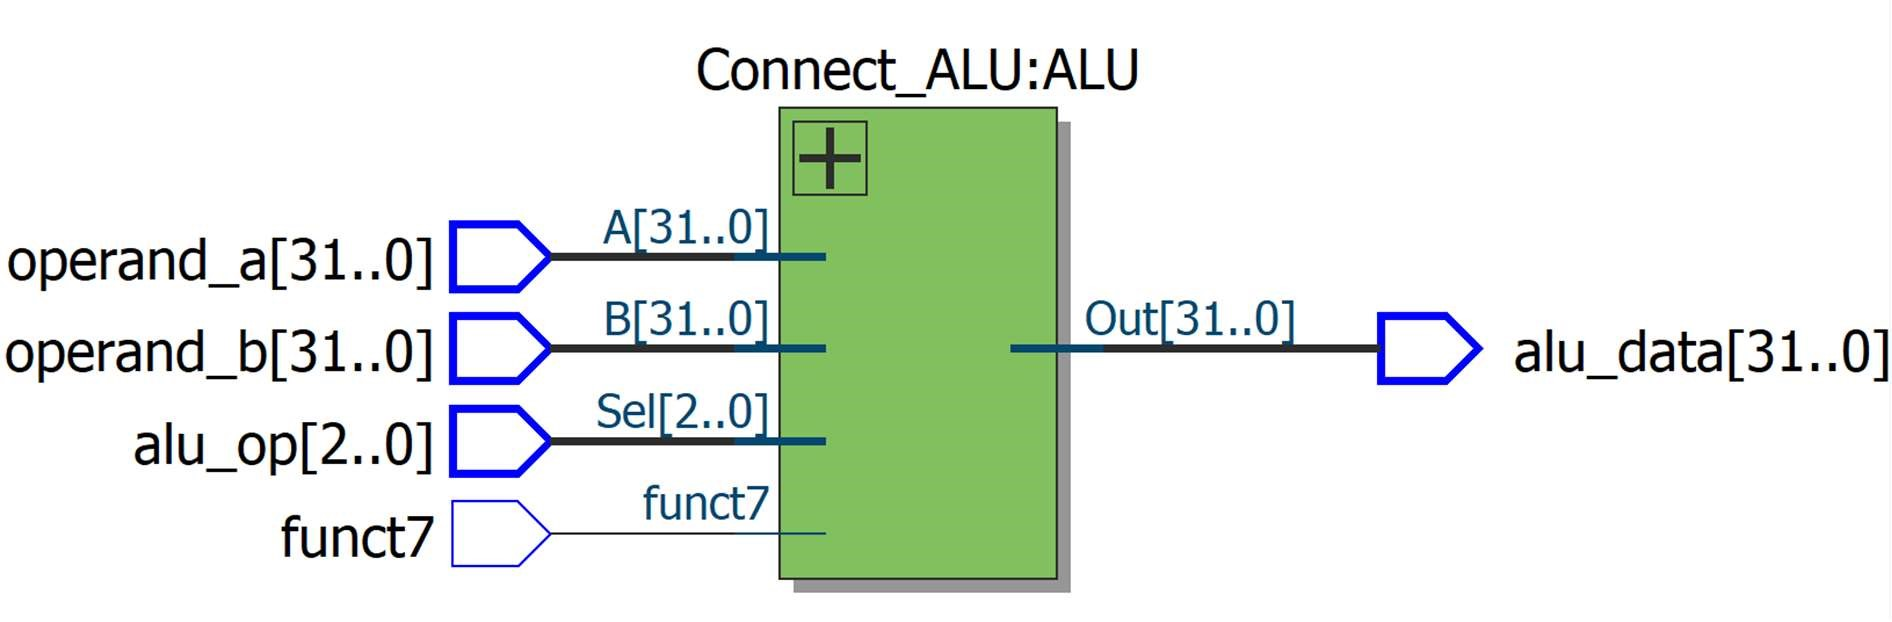 Connect_ALU:ALU
operand_a[31..0] A[31..0]
operand_b[31..0] B[31..0] Out[31..0] alu_data[31..0]
alu_op[2..0] Sel[2..0]
funct7 funct7